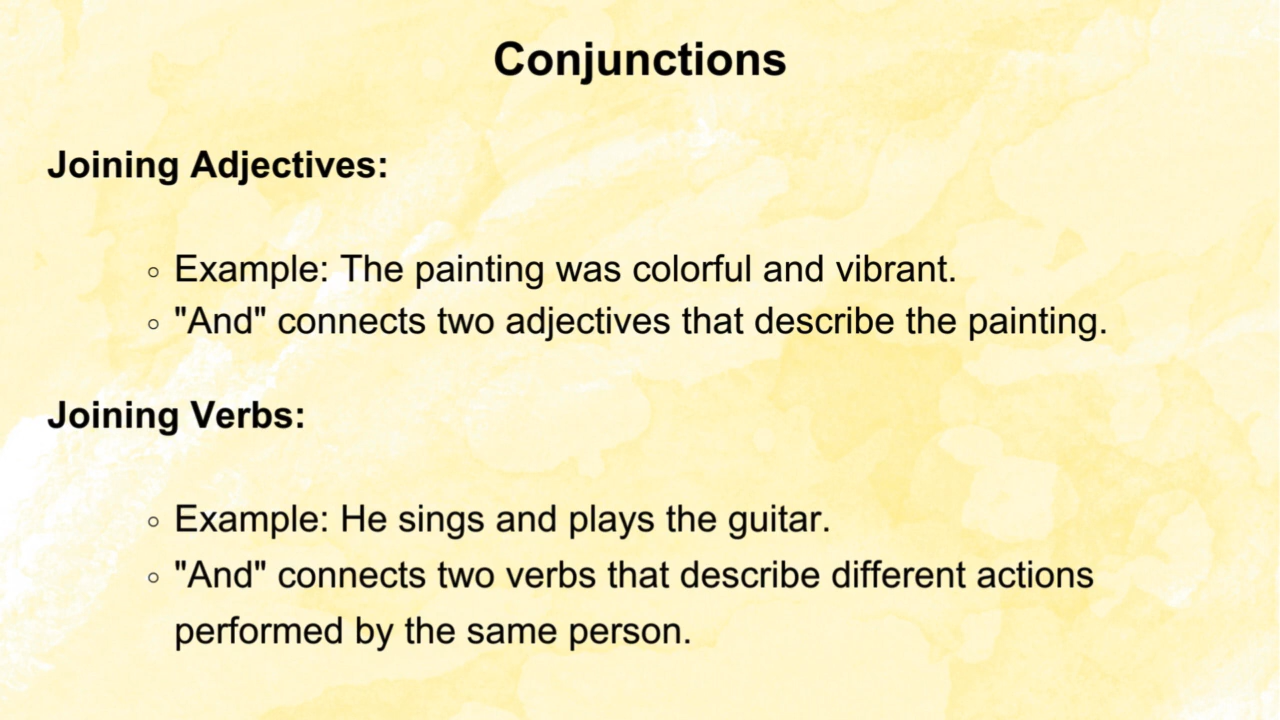 Conjunctions
Joining Adjectives:
Example: The painting was colorful and vibrant.
"And" connects two adjectives that describe the painting.
Joining Verbs:
Example: He sings and plays the guitar.
"And" connects two verbs that describe different actions
performed by the same person.